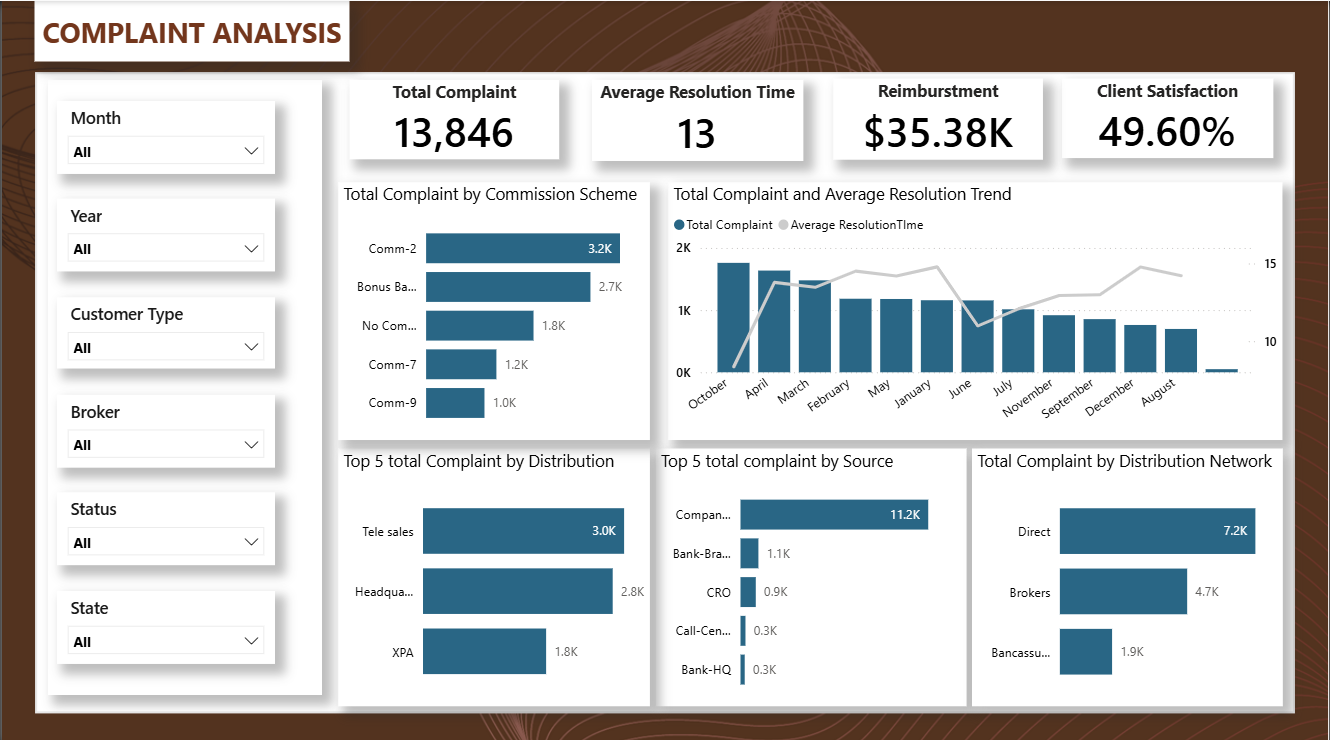 COMPLAINT ANALYSIS
Month
All
Year
All
Customer Type
All
Broker
All
Status
All
State
All
Total Complaint
13,846
Average Resolution Time
13
Reimburstment
$35.38K
Client Satisfaction
49.60%
Total Complaint by Commission Scheme
Comm-2 3.2K
Bonus Ba... 2.7K
No Com... 1.8K
Comm-7 1.2K
Comm-9 1.0K
Total Complaint and Average Resolution Trend
Total Complaint Average ResolutionTIme
2K
1K
0K
15
10
October April March February May January June July November September December August
Top 5 total Complaint by Distribution
Tele sales 3.0K
Headqua... 2.8K
XPA 1.8K
Top 5 total complaint by Source
Compan... 11.2K
Bank-Bra... 1.1K
CRO 0.9K
Call-Cen... 0.3K
Bank-HQ 0.3K
Total Complaint by Distribution Network
Direct 7.2K
Brokers 4.7K
Bancassu... 1.9K